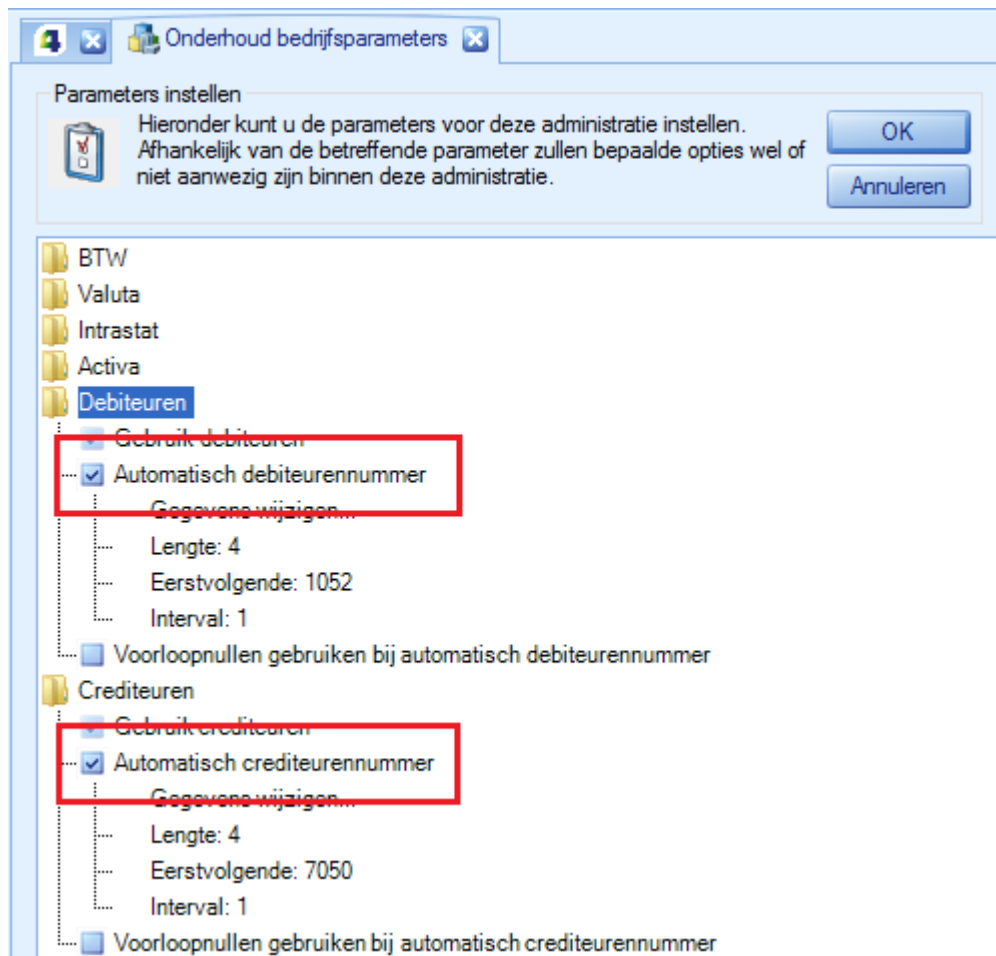 Onderhoud bedrijfsparameters
Parameters instellen
Hieronder kunt u de parameters voor deze administratie instellen.
Afhankelijk van de betreffende parameter zullen bepaalde opties wel of
niet aanwezig zijn binnen deze administratie.
OK
Annuleren
BTW
Valuta
Intrastat
Activa
Debiteuren
Gebruik debiteuren
Automatisch debiteurennummer
Gegevens wijzigen...
Lengte: 4
Eerstvolgende: 1052
Interval: 1
Voorloopnullen gebruiken bij automatisch debiteurennummer
Crediteuren
Gebruik crediteuren
Automatisch crediteurennummer
Gegevens wijzigen...
Lengte: 4
Eerstvolgende: 7050
Interval: 1
Voorloopnullen gebruiken bij automatisch crediteurennummer